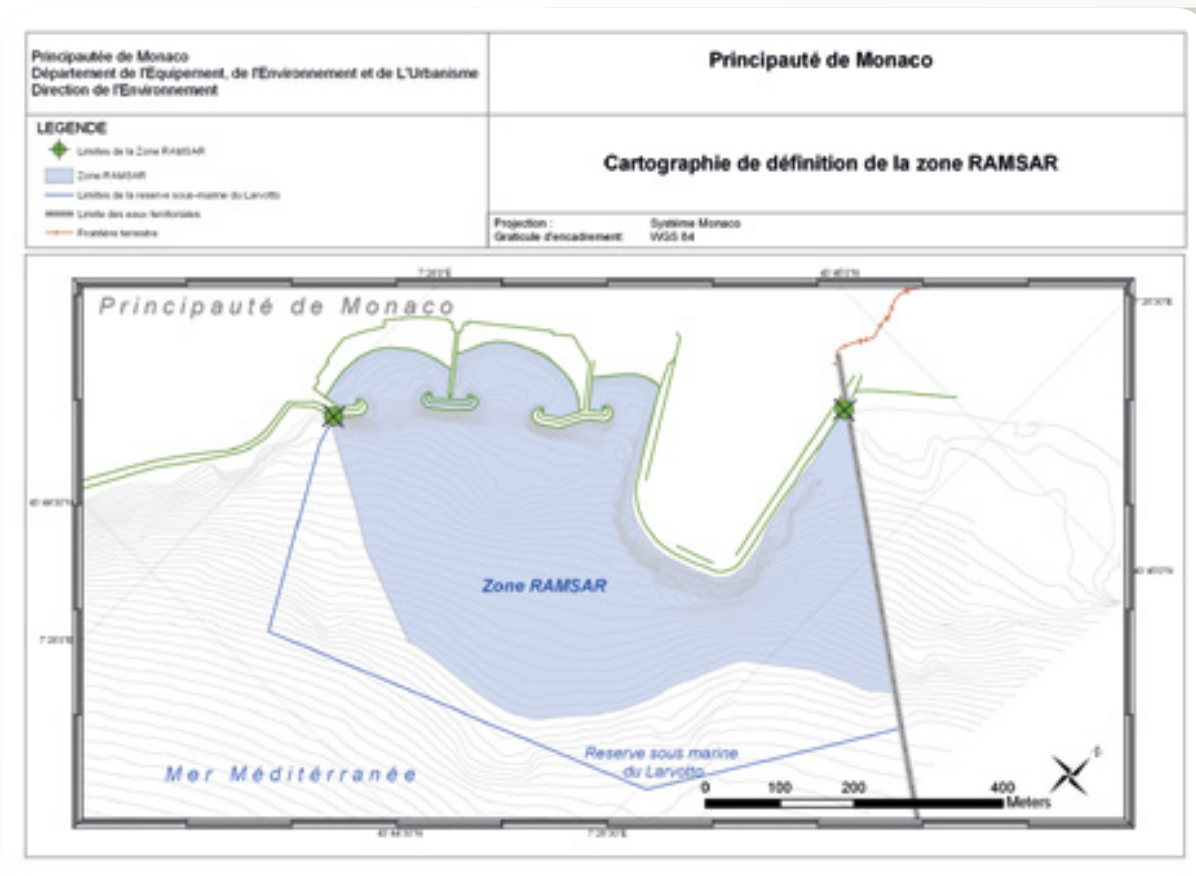 Principautée de Monaco
Département de l'Equipement, de l'Environnement et de L'Urbanisme
Direction de l'Environnement
Principauté de Monaco
LEGENDE
Limites de la Zone RAMSAR
Zone RAMSAR
Limites de la reserve sous-marine du Larvotto
Limite des eaux territoriales
Frontière terrestre
Cartographie de définition de la zone RAMSAR
Projection : Système Monaco
Graticule d'encadrement: WGS 84
Principauté de Monaco
Zone RAMSAR
Reserve sous marine
du Larvotto
Mer Méditérranée
0 100 200 400
Meters